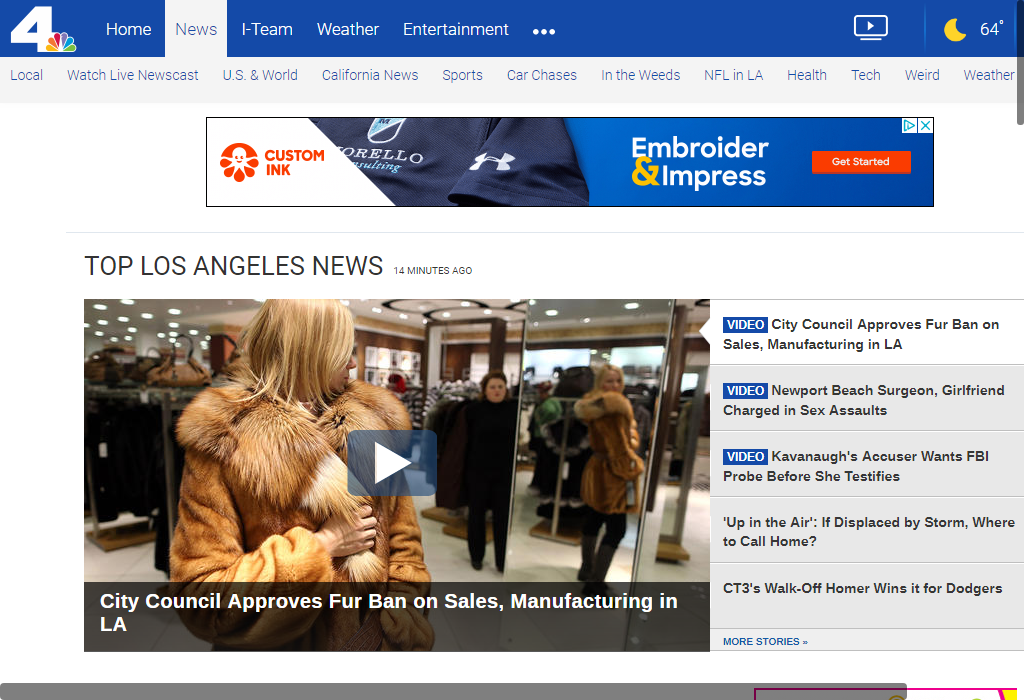 4
Home News I-Team Weather Entertainment ••• 64°
Local Watch Live Newscast U.S. & World California News Sports Car Chases In the Weeds NFL in LA Health Tech Weird Weather
CUSTOM
INK
Embroider
&Impress
Get Started
TOP LOS ANGELES NEWS 14 MINUTES AGO
City Council Approves Fur Ban on Sales, Manufacturing in
LA
VIDEO City Council Approves Fur Ban on
Sales, Manufacturing in LA
VIDEO Newport Beach Surgeon, Girlfriend
Charged in Sex Assaults
VIDEO Kavanaugh's Accuser Wants FBI
Probe Before She Testifies
'Up in the Air': If Displaced by Storm, Where
to Call Home?
CT3's Walk-Off Homer Wins it for Dodgers
MORE STORIES »